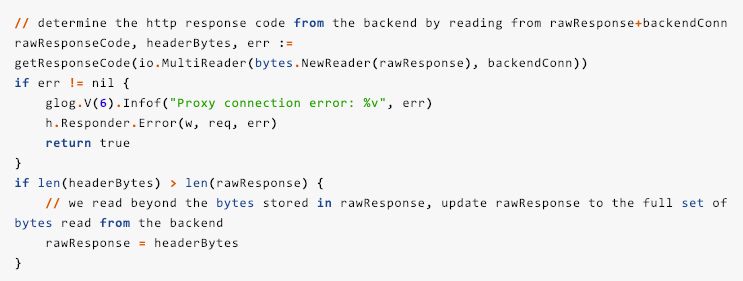 // determine the http response code from the backend by reading from rawResponse+backendConn
rawResponseCode, headerBytes, err :=
getResponseCode(io.MultiReader(bytes.NewReader(rawResponse), backendConn))
if err != nil {
    glog.V(6).Infof("Proxy connection error: %v", err)
    h.Responder.Error(w, req, err)
    return true
}
if len(headerBytes) > len(rawResponse) {
    // we read beyond the bytes stored in rawResponse, update rawResponse to the full set of
bytes read from the backend
    rawResponse = headerBytes
}